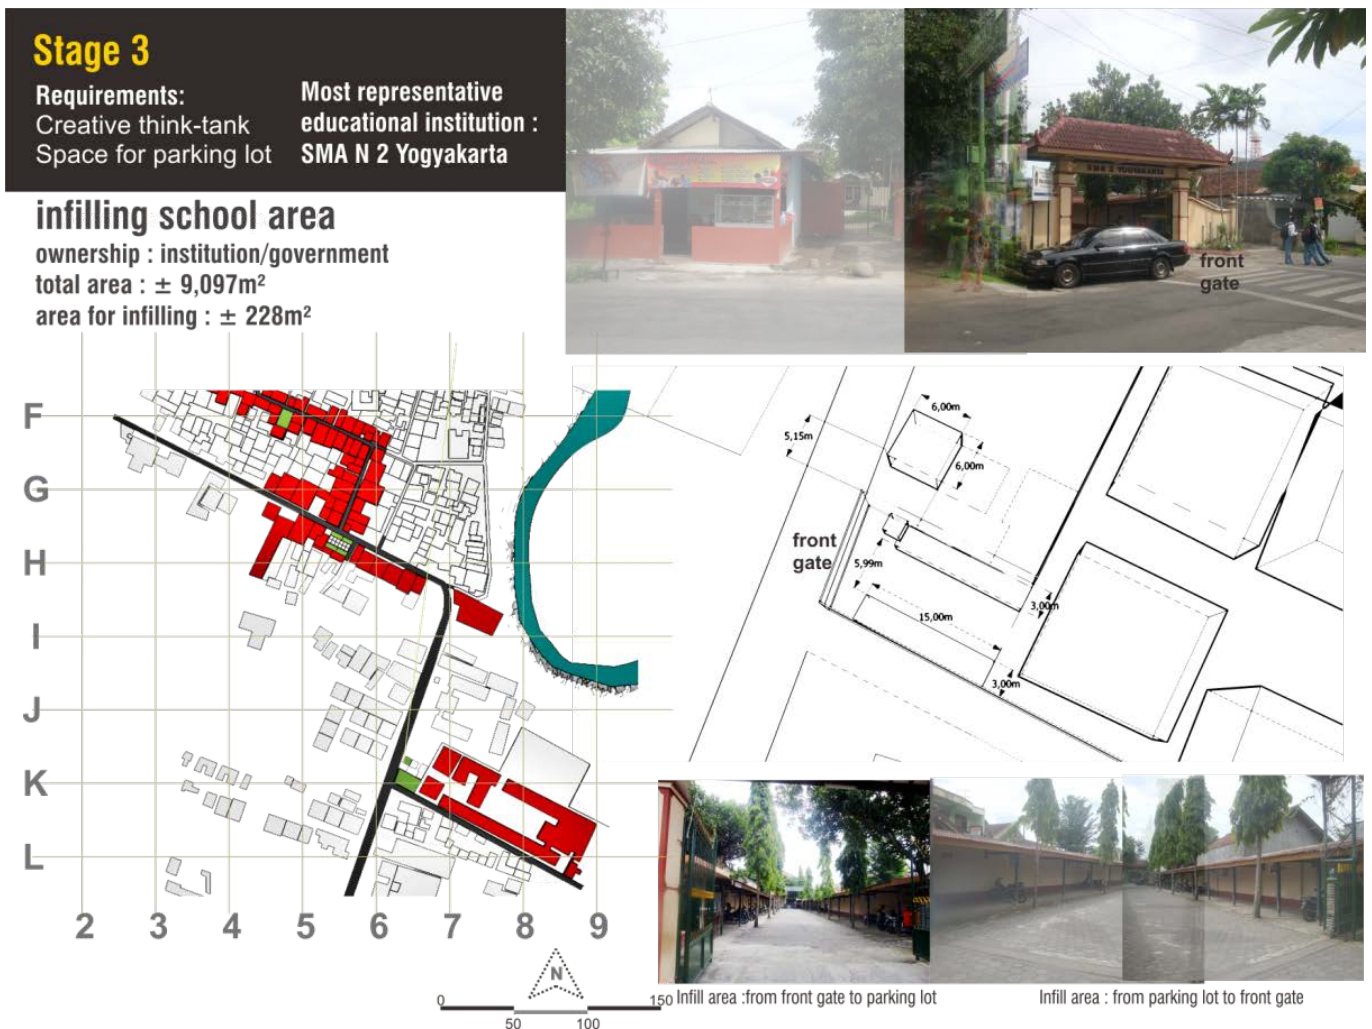 Stage 3
Requirements:
Creative think-tank
Space for parking lot
Most representative
educational institution :
SMA N 2 Yogyakarta
infilling school area
ownership : institution/government
total area : ± 9,097m²
area for infilling : ± 228m²
SMA 2 YOGYAKARTA
front
gate
F
G
H
I
J
K
L
2
3
4
5
6
7
8
9
N
0
50
100
150
6,00m
5,15m
6,00m
front
gate
5,99m
15,00m
3,00m
3,00m
Infill area :from front gate to parking lot
Infill area : from parking lot to front gate